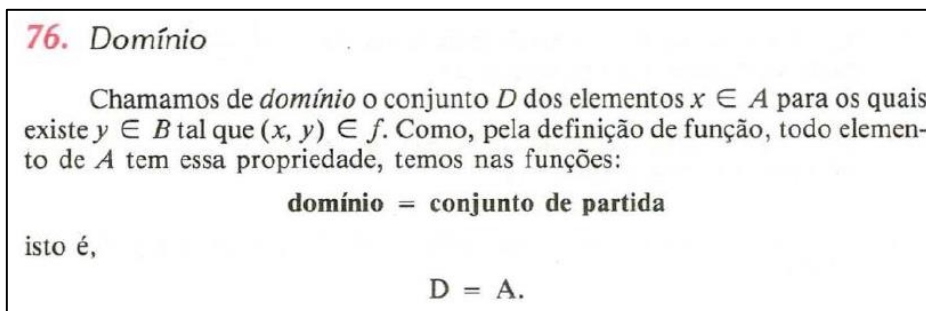 76. Domínio
Chamamos de domínio o conjunto D dos elementos x ∈ A para os quais
existe y ∈ B tal que (x, y) ∈ f. Como, pela definição de função, todo elemen-
to de A tem essa propriedade, temos nas funções:
domínio = conjunto de partida
isto é,
D = A.